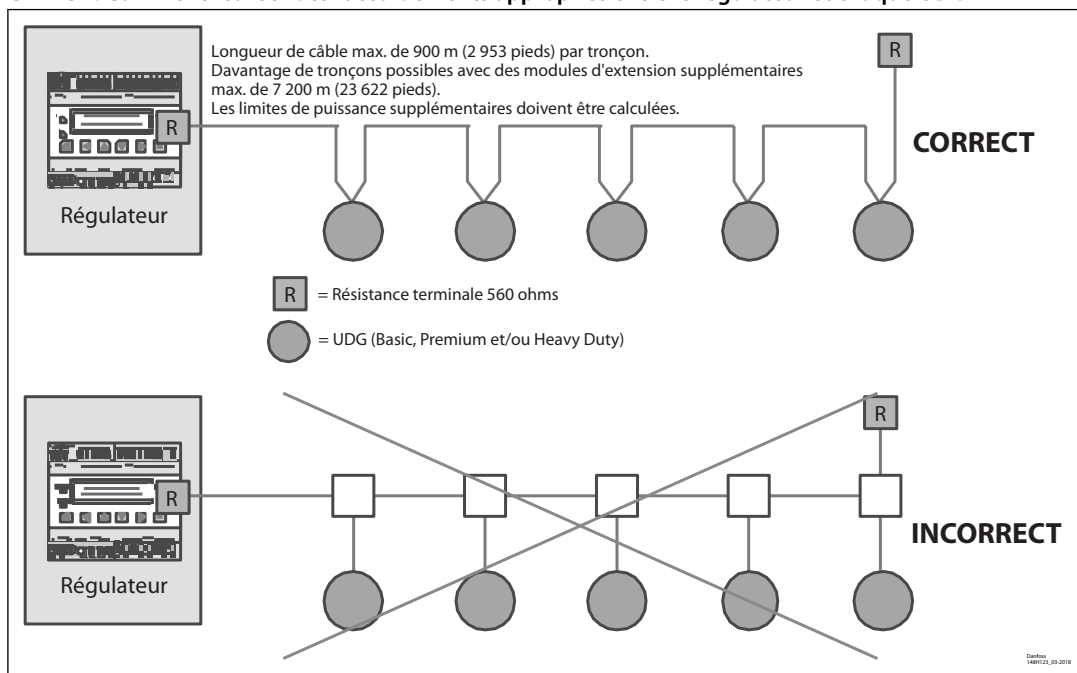 Longueur de câble max. de 900 m (2 953 pieds) par tronçon.
Davantage de tronçons possibles avec des modules d'extension supplémentaires
max. de 7 200 m (23 622 pieds).
Les limites de puissance supplémentaires doivent être calculées.
R
R
CORRECT
Régulateur
R = Résistance terminale 560 ohms
= UDG (Basic, Premium et/ou Heavy Duty)
R
R
INCORRECT
Régulateur
Danfoss
148H123_03-2018